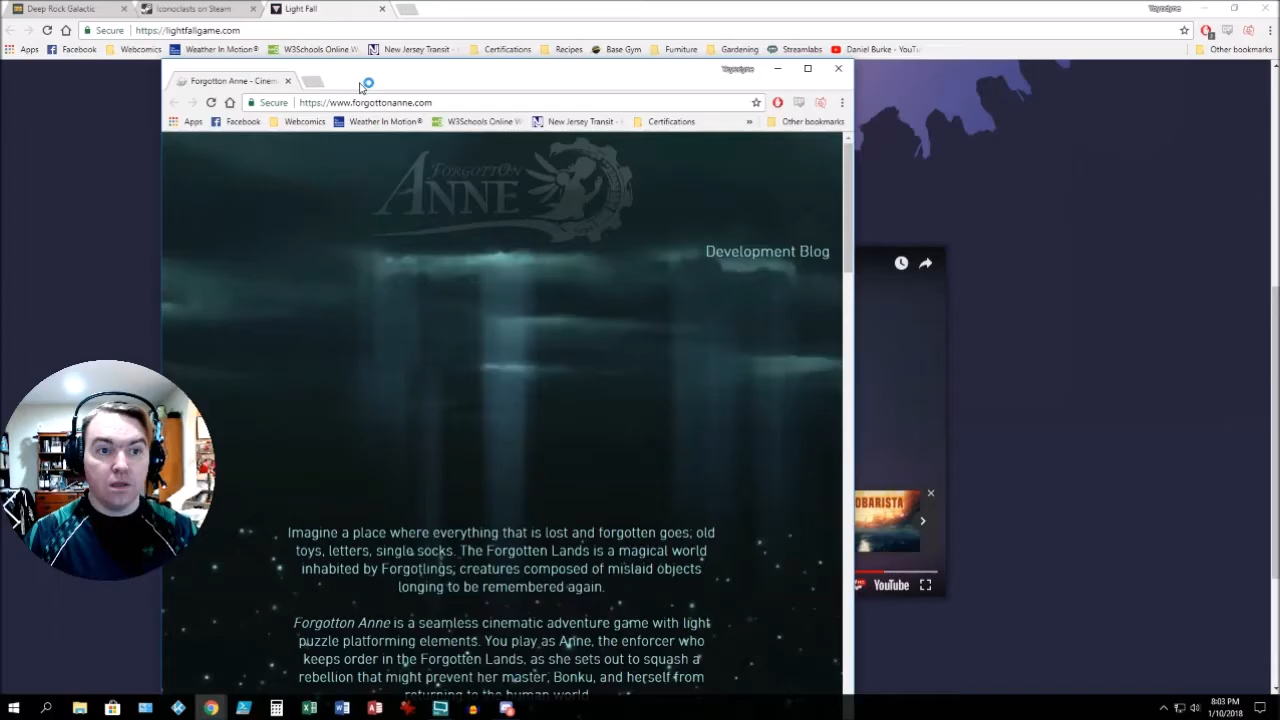 Deep Rock Galactic
Iconoclasts on Steam
Light Fall
Yoyodyne
Secure
https://lightfallgame.com
Apps
Facebook
Webcomics
Weather In Motion®
W3Schools Online W
New Jersey Transit -
Certifications
Recipes
Base Gym
Furniture
Gardening
Streamlabs
Daniel Burke - YouTu
Other bookmarks
Forgotton Anne - Cinem
Yoyodyne
Secure
https://www.forgottonanne.com
Apps
Facebook
Webcomics
Weather In Motion®
W3Schools Online W
New Jersey Transit -
Certifications
»
Other bookmarks
FORGOTTON
ANNE
Development Blog
OBARISTA
YouTube
Imagine a place where everything that is lost and forgotten goes; old
toys, letters, single socks. The Forgotten Lands is a magical world
inhabited by Forgotlings; creatures composed of mislaid objects
longing to be remembered again.
Forgotton Anne is a seamless cinematic adventure game with light
puzzle platforming elements. You play as Anne, the enforcer who
keeps order in the Forgotten Lands, as she sets out to squash a
rebellion that might prevent her master, Bonku, and herself from
returning to the human world.
8:03 PM
1/10/2018